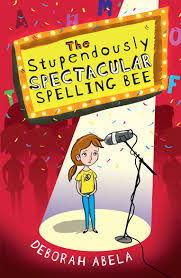 The
Stupendously
SPECTACULAR
SPELLING BEE
DEBORAH ABELA